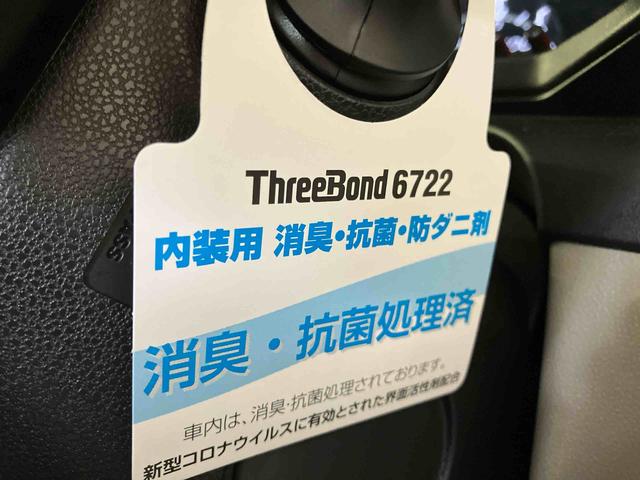 ThreeBond 6722
内装用 消臭・抗菌・防ダニ剤
消臭・抗菌処理済
車内は、消臭・抗菌処理されております。
新型コロナウイルスに有効とされた界面活性剤配合